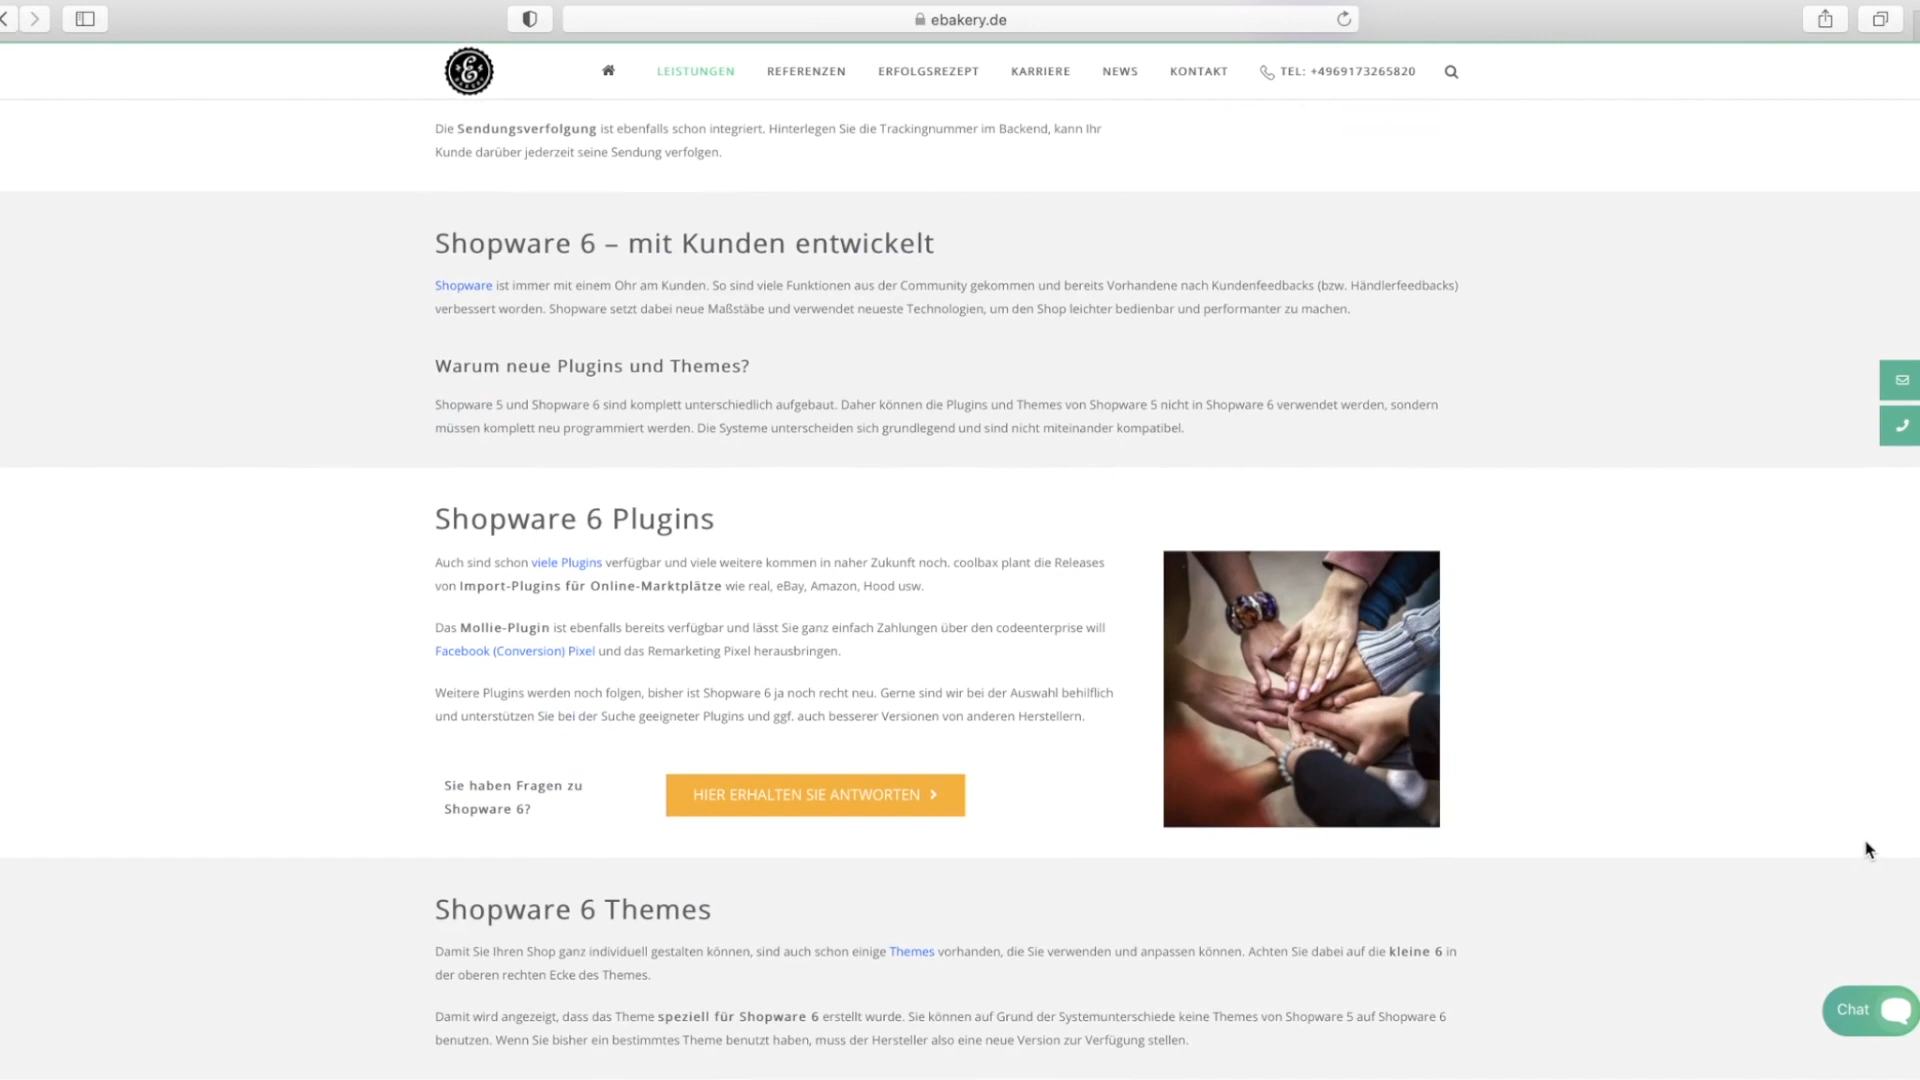 ebakery.de
LEISTUNGEN REFERENZEN ERFOLGSREZEPT KARRIERE NEWS KONTAKT TEL: +4969173265820
Die Sendungsverfolgung ist ebenfalls schon integriert. Hinterlegen Sie die Trackingnummer im Backend, kann Ihr
Kunde darüber jederzeit seine Sendung verfolgen.
Shopware 6 – mit Kunden entwickelt
Shopware ist immer mit einem Ohr am Kunden. So sind viele Funktionen aus der Community gekommen und bereits Vorhandene nach Kundenfeedbacks (bzw. Händlerfeedbacks)
verbessert worden. Shopware setzt dabei neue Maßstäbe und verwendet neueste Technologien, um den Shop leichter bedienbar und performanter zu machen.
Warum neue Plugins und Themes?
Shopware 5 und Shopware 6 sind komplett unterschiedlich aufgebaut. Daher können die Plugins und Themes von Shopware 5 nicht in Shopware 6 verwendet werden, sondern
müssen komplett neu programmiert werden. Die Systeme unterscheiden sich grundlegend und sind nicht miteinander kompatibel.
Shopware 6 Plugins
Auch sind schon viele Plugins verfügbar und viele weitere kommen in naher Zukunft noch. coolbax plant die Releases
von Import-Plugins für Online-Marktplätze wie real, eBay, Amazon, Hood usw.
Das Mollie-Plugin ist ebenfalls bereits verfügbar und lässt Sie ganz einfach Zahlungen über den codeenterprise will
Facebook (Conversion) Pixel und das Remarketing Pixel herausbringen.
Weitere Plugins werden noch folgen, bisher ist Shopware 6 ja noch recht neu. Gerne sind wir bei der Auswahl behilflich
und unterstützen Sie bei der Suche geeigneter Plugins und ggf. auch besserer Versionen von anderen Herstellern.
Sie haben Fragen zu
Shopware 6?
HIER ERHALTEN SIE ANTWORTEN
Shopware 6 Themes
Damit Sie Ihren Shop ganz individuell gestalten können, sind auch schon einige Themes vorhanden, die Sie verwenden und anpassen können. Achten Sie dabei auf die kleine 6 in
der oberen rechten Ecke des Themes.
Damit wird angezeigt, dass das Theme speziell für Shopware 6 erstellt wurde. Sie können auf Grund der Systemunterschiede keine Themes von Shopware 5 auf Shopware 6
benutzen. Wenn Sie bisher ein bestimmtes Theme benutzt haben, muss der Hersteller also eine neue Version zur Verfügung stellen.
Chat